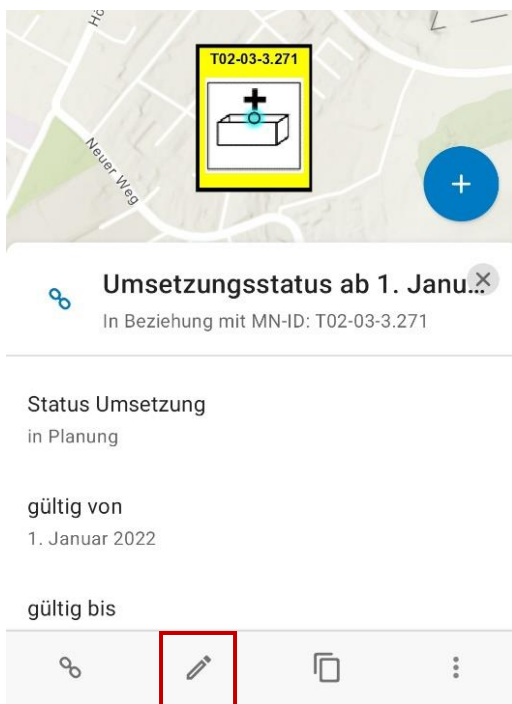 Hö
T02-03-3.271
Neuer Weg
Umsetzungsstatus ab 1. Janu...
In Beziehung mit MN-ID: T02-03-3.271
Status Umsetzung
in Planung
gültig von
1. Januar 2022
gültig bis